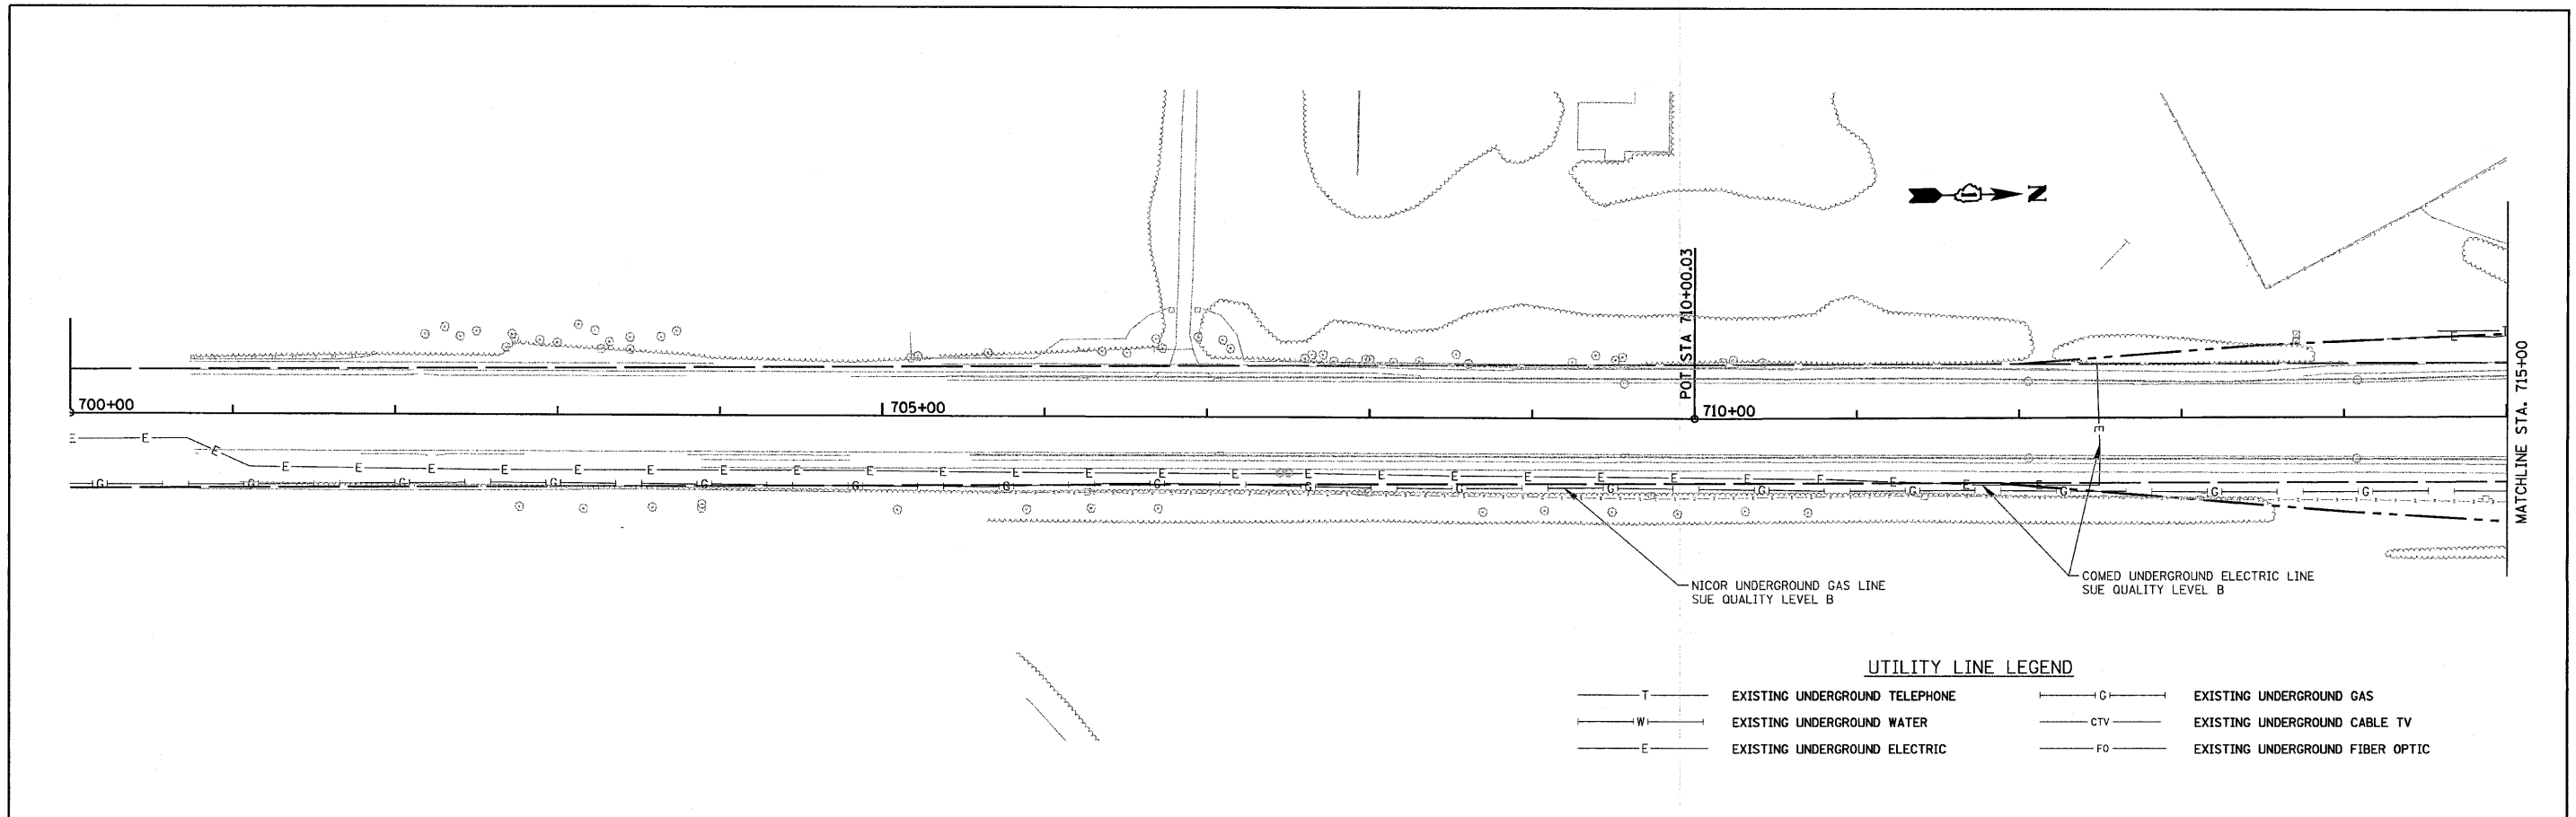 N
POT STA 710+00.03
700+00
705+00
710+00
MATCHLINE STA. 715+00
E
T
E E E E E E E E E E E E E E E E E E E E E E E E E E E E
E
G G G G G G G G G G G G G G G G
NICOR UNDERGROUND GAS LINE
SUE QUALITY LEVEL B
COMED UNDERGROUND ELECTRIC LINE
SUE QUALITY LEVEL B
UTILITY LINE LEGEND
T EXISTING UNDERGROUND TELEPHONE
W EXISTING UNDERGROUND WATER
E EXISTING UNDERGROUND ELECTRIC
G EXISTING UNDERGROUND GAS
CTV EXISTING UNDERGROUND CABLE TV
FO EXISTING UNDERGROUND FIBER OPTIC